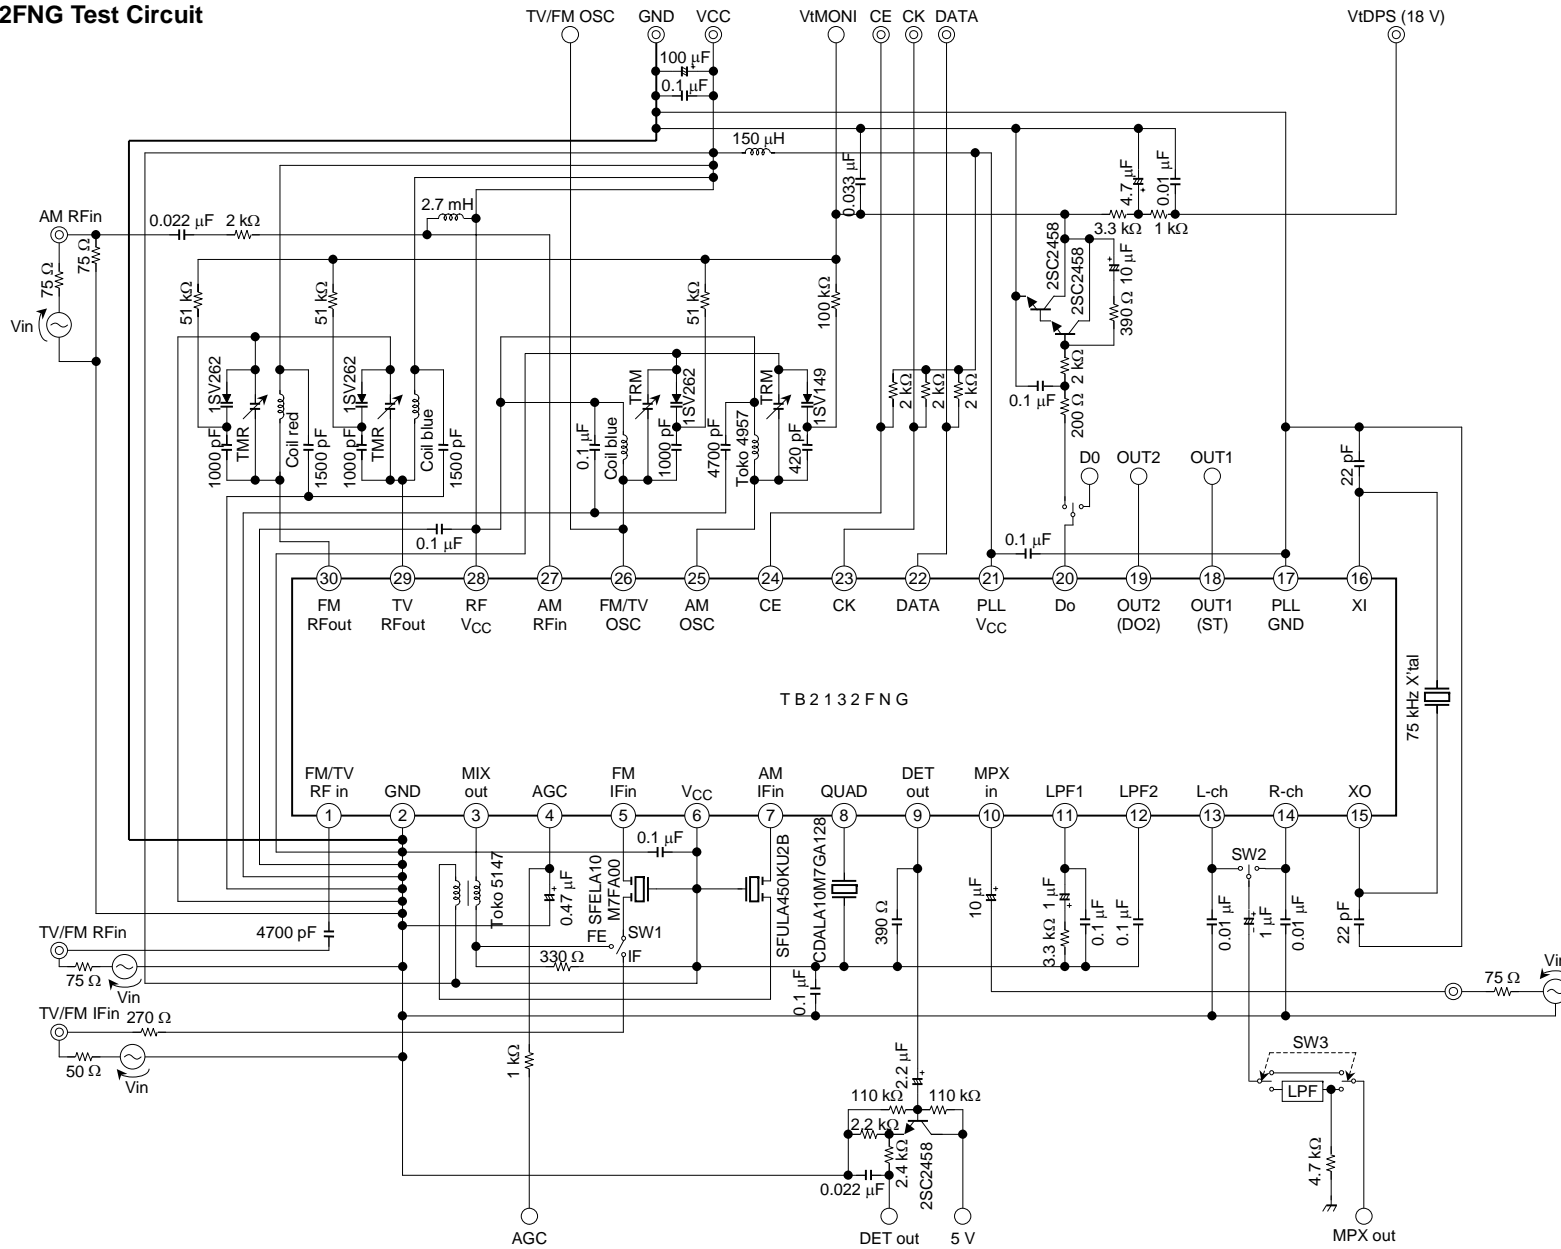 2FNG Test Circuit
TV/FM OSC
GND
VCC
VtMONI
CE
CK
DATA
VtDPS (18 V)
100 μF
0.1 μF
150 μH
0.033 μF
4.7 μF
0.01 μF
2.7 mH
AM RFin
0.022 μF
2 kΩ
3.3 kΩ
1 kΩ
75 Ω
75 Ω
Vin
2SC2458
2SC2458
10 μF
390 Ω
51 kΩ
51 kΩ
51 kΩ
100 kΩ
1SV262
TMR
Coil red
1000 pF
1500 pF
1SV262
TMR
Coil blue
1000 pF
1500 pF
TRM
1SV262
0.1 μF
Coil blue
1000 pF
4700 pF
TRM
Toko 4957
1SV149
420 pF
2 kΩ
2 kΩ
2 kΩ
2 kΩ
0.1 μF
200 Ω
D0
OUT2
OUT1
22 pF
0.1 μF
0.1 μF
30
29
28
27
26
25
24
23
22
21
20
19
18
17
16
FM
RFout
TV
RFout
RF
VCC
AM
RFin
FM/TV
OSC
AM
OSC
CE
CK
DATA
PLL
VCC
Do
OUT2
(DO2)
OUT1
(ST)
PLL
GND
XI
TB2132FNG
75 kHz X'tal
FM/TV
RF in
GND
MIX
out
AGC
FM
IFin
VCC
AM
IFin
QUAD
DET
out
MPX
in
LPF1
LPF2
L-ch
R-ch
XO
1
2
3
4
5
6
7
8
9
10
11
12
13
14
15
0.1 μF
Toko 5147
0.47 μF
SFELA10
M7FA00
SFULA450KU2B
CDALA10M7GA128
SW2
390 Ω
10 μF
1 μF
3.3 kΩ
0.1 μF
0.1 μF
0.01 μF
1 μF
0.01 μF
22 pF
TV/FM RFin
4700 pF
FE
SW1
IF
330 Ω
75 Ω
Vin
0.1 μF
75 Ω
Vin
TV/FM IFin
270 Ω
50 Ω
Vin
1 kΩ
2.2 μF
SW3
LPF
110 kΩ
110 kΩ
2.2 kΩ
2.4 kΩ
2SC2458
0.022 μF
4.7 kΩ
AGC
DET out
5 V
MPX out